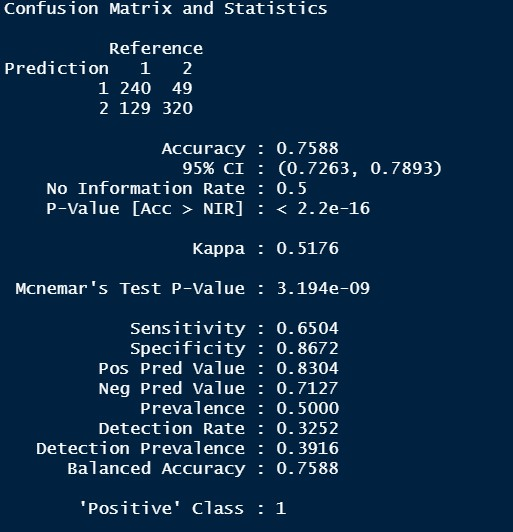 Confusion Matrix and Statistics
Reference
Prediction 1 2
1 240 49
2 129 320
Accuracy : 0.7588
95% CI : (0.7263, 0.7893)
No Information Rate : 0.5
P-Value [Acc > NIR] : < 2.2e-16
Kappa : 0.5176
Mcnemar's Test P-Value : 3.194e-09
Sensitivity : 0.6504
Specificity : 0.8672
Pos Pred Value : 0.8304
Neg Pred Value : 0.7127
Prevalence : 0.5000
Detection Rate : 0.3252
Detection Prevalence : 0.3916
Balanced Accuracy : 0.7588
'Positive' Class : 1